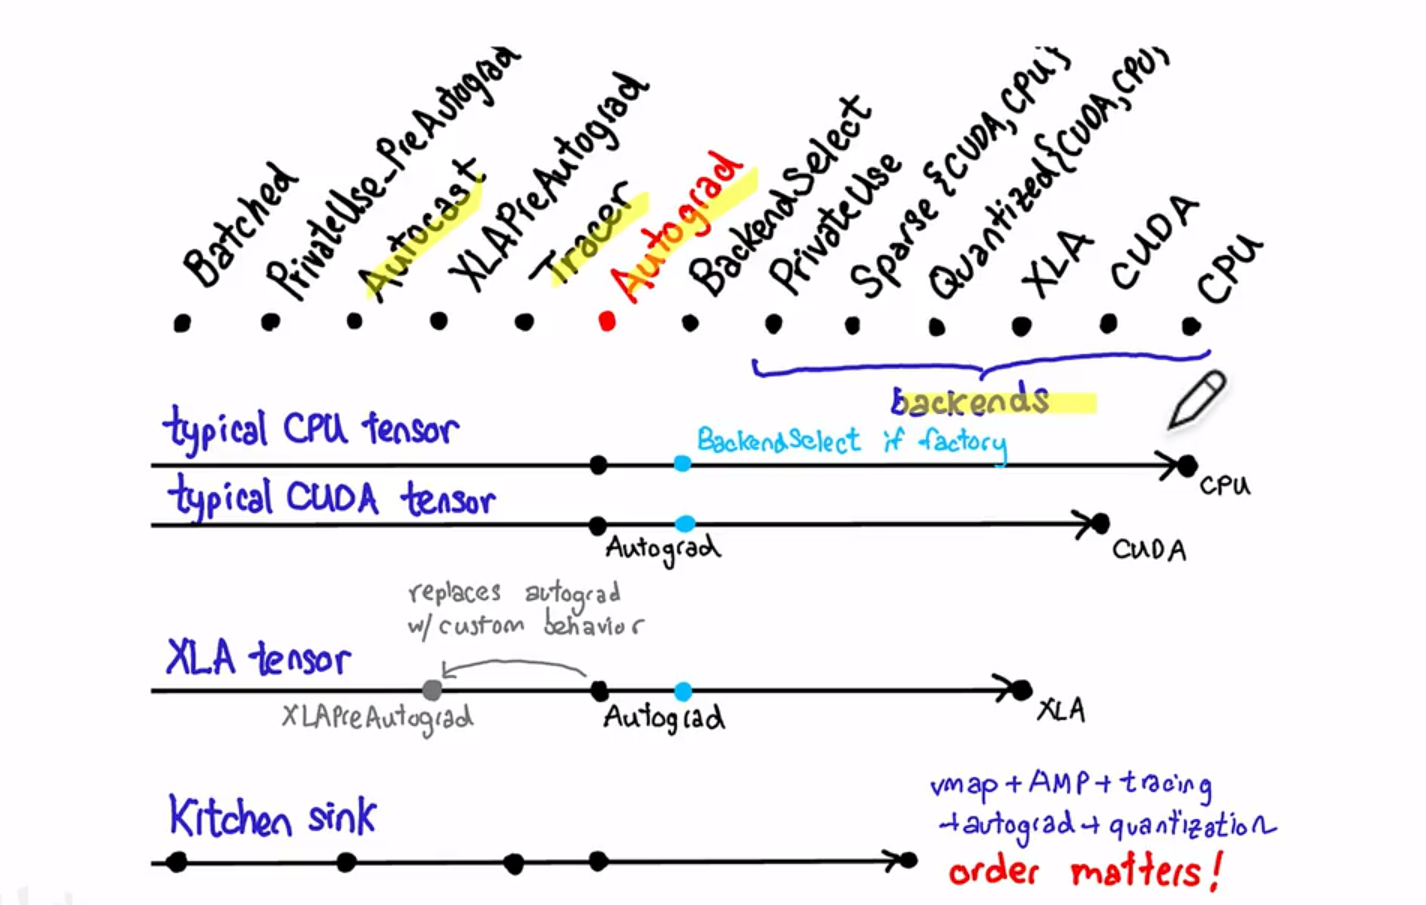 Batched
PrivateUse_PreAutograd
Autocast
XLAPreAutograd
Tracer
Autograd
BackendSelect
PrivateUse
Sparse {CUDA, CPU}
Quantized {CUDA, CPU,
XLA
CUDA
CPU
backends
typical CPU tensor
BackendSelect if factory
CPU
typical CUDA tensor
Autograd
CUDA
replaces autograd
w/ custom behavior
XLA tensor
XLAPreAutograd
Autograd
XLA
Kitchen sink
vmap + AMP + tracing
+ autograd + quantization
order matters!